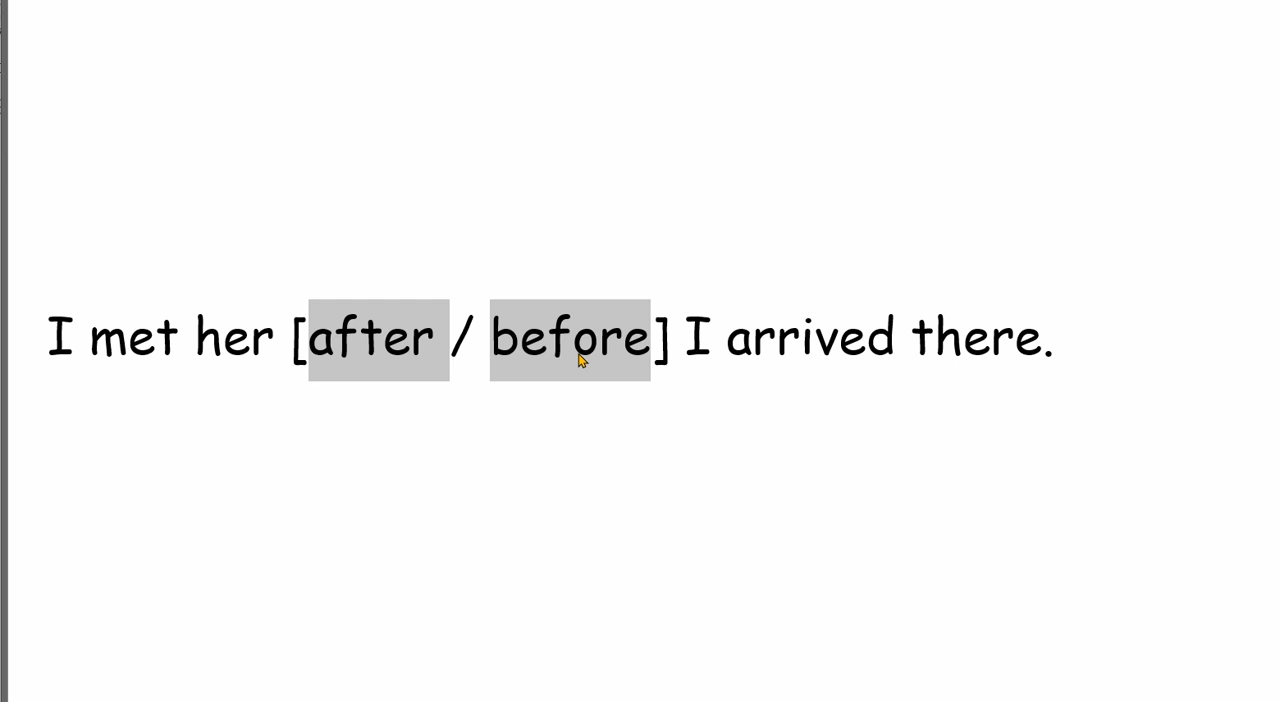 I met her [after / before] I arrived there.